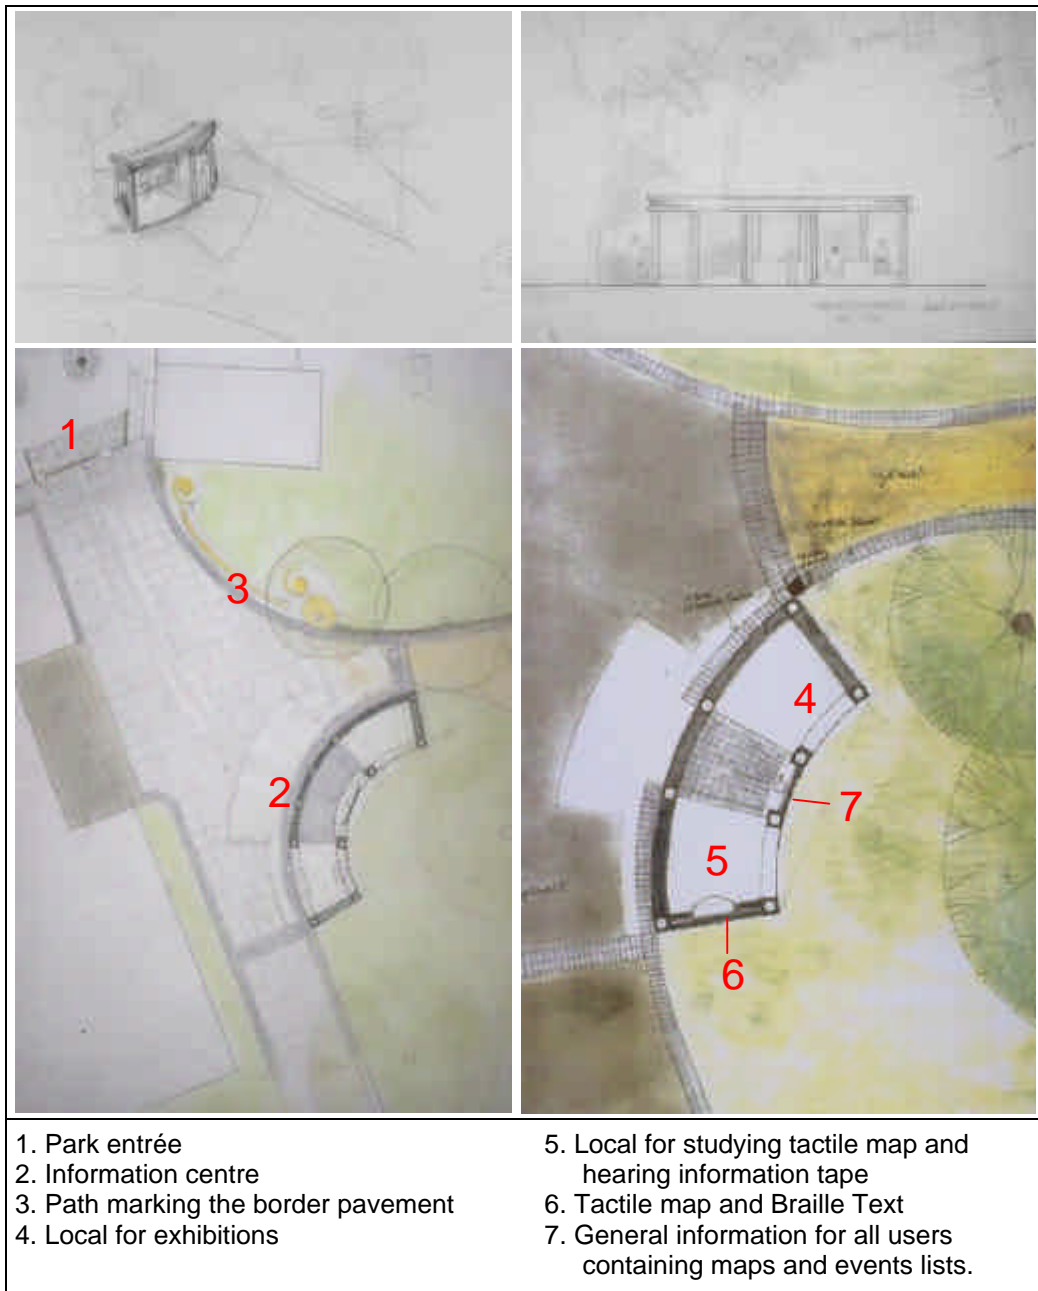 1
3
2
4
7
5
6
1. Park entrée
2. Information centre
3. Path marking the border pavement
4. Local for exhibitions
5. Local for studying tactile map and
hearing information tape
6. Tactile map and Braille Text
7. General information for all users
containing maps and events lists.